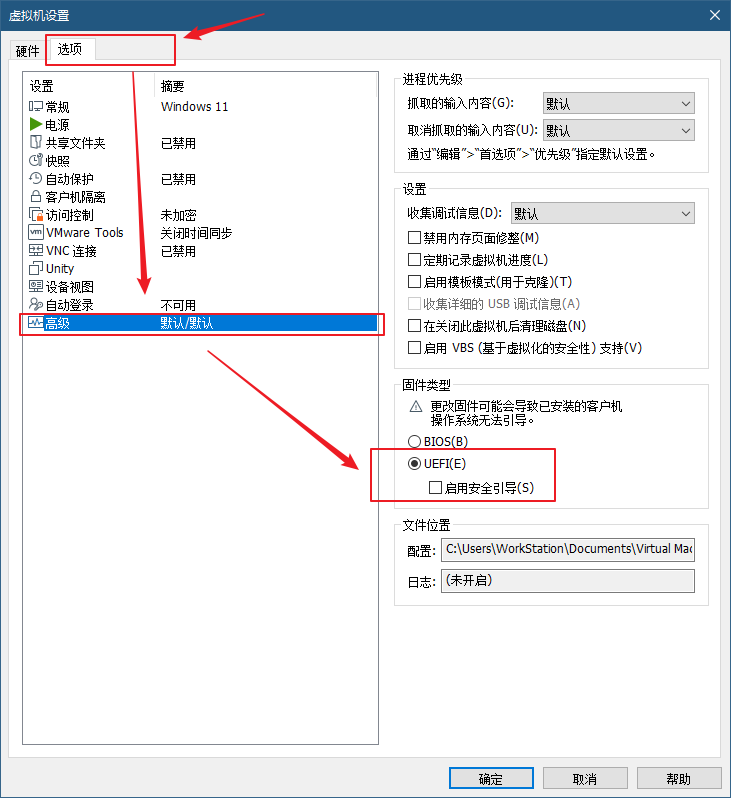 虚拟机设置
硬件 选项
设置 摘要
常规 Windows 11
电源
共享文件夹 已禁用
快照
自动保护 已禁用
客户机隔离
访问控制 未加密
VMware Tools 关闭时间同步
VNC 连接 已禁用
Unity
设备视图
自动登录 不可用
高级 默认/默认
进程优先级
抓取的输入内容(G): 默认
取消抓取的输入内容(U): 默认
通过“编辑”>“首选项”>“优先级”指定默认设置。
设置
收集调试信息(D): 默认
禁用内存页面修整(M)
定期记录虚拟机进度(L)
启用模板模式(用于克隆)(T)
收集详细的 USB 调试信息(A)
在关闭此虚拟机后清理磁盘(N)
启用 VBS (基于虚拟化的安全性) 支持(V)
固件类型
更改固件可能会导致已安装的客户机
操作系统无法引导。
BIOS(B)
UEFI(E)
启用安全引导(S)
文件位置
配置: C:\Users\WorkStation\Documents\Virtual Mac
日志: (未开启)
确定 取消 帮助